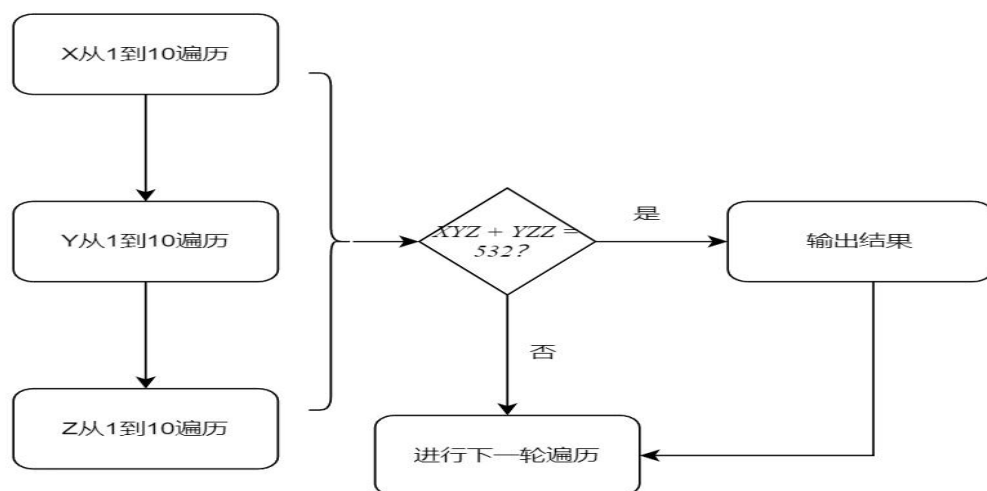 X从1到10遍历
Y从1到10遍历
Z从1到10遍历
XYZ + YZZ =
532?
是
输出结果
否
进行下一轮遍历